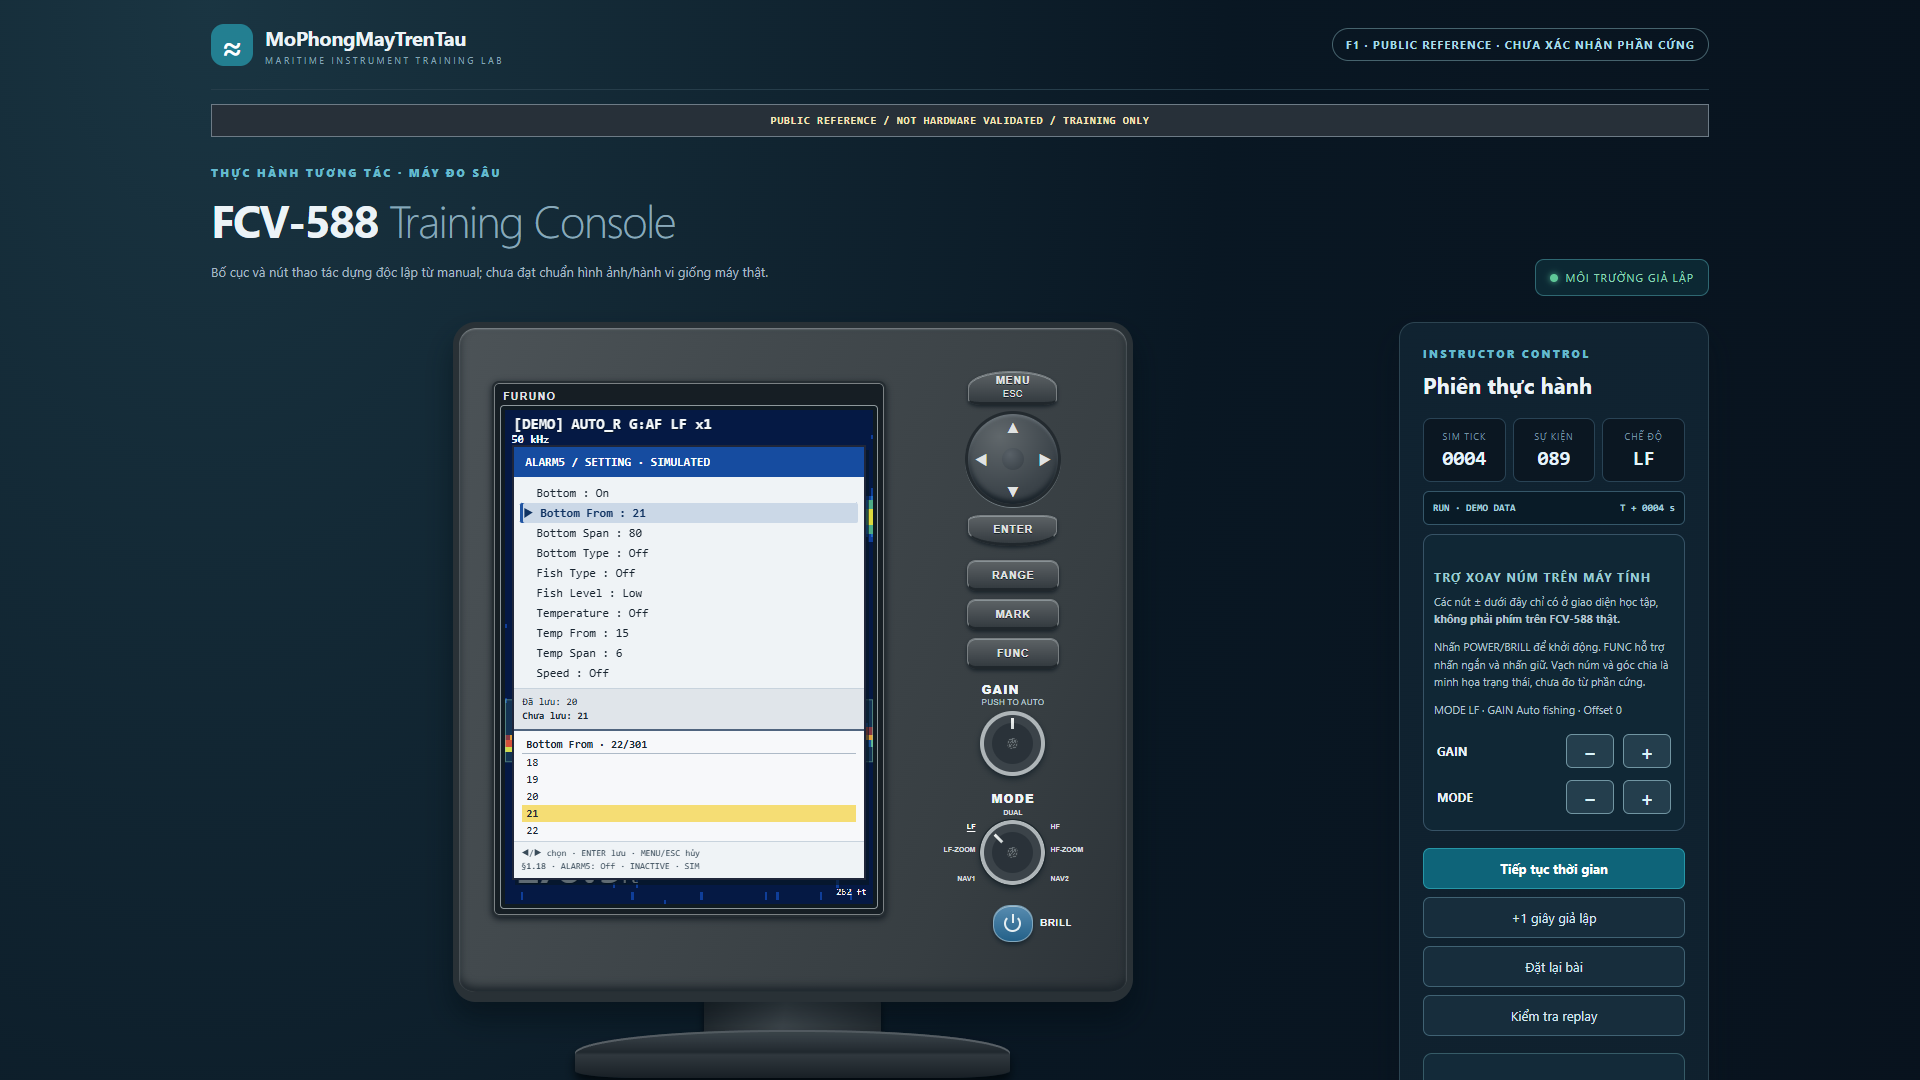 ≈ MoPhongMayTrenTau
MARITIME INSTRUMENT TRAINING LAB
F1 · PUBLIC REFERENCE · CHƯA XÁC NHẬN PHẦN CỨNG
PUBLIC REFERENCE / NOT HARDWARE VALIDATED / TRAINING ONLY
THỰC HÀNH TƯƠNG TÁC · MÁY ĐO SÂU
FCV-588 Training Console
Bố cục và nút thao tác dựng độc lập từ manual; chưa đạt chuẩn hình ảnh/hành vi giống máy thật.
MÔI TRƯỜNG GIẢ LẬP
FURUNO
[DEMO] AUTO_R G:AF LF x1
50 kHz
ALARM5 / SETTING · SIMULATED
Bottom : On
▶ Bottom From : 21
Bottom Span : 80
Bottom Type : Off
Fish Type : Off
Fish Level : Low
Temperature : Off
Temp From : 15
Temp Span : 6
Speed : Off
Đã lưu: 20
Chưa lưu: 21
Bottom From · 22/301
18
19
20
21
22
◀/▶ chọn · ENTER lưu · MENU/ESC hủy
§1.18 · ALARM5: Off · INACTIVE · SIM
262 ft
MENU
ESC
▲
◀ ▶
▼
ENTER
RANGE
MARK
FUNC
GAIN
PUSH TO AUTO
MODE
DUAL
LF HF
LF-ZOOM HF-ZOOM
NAV1 NAV2
BRILL
INSTRUCTOR CONTROL
Phiên thực hành
SIM TICK
0004
SỰ KIỆN
089
CHẾ ĐỘ
LF
RUN · DEMO DATA T + 0004 s
TRỢ XOAY NÚM TRÊN MÁY TÍNH
Các nút ± dưới đây chỉ có ở giao diện học tập,
không phải phím trên FCV-588 thật.
Nhấn POWER/BRILL để khởi động. FUNC hỗ trợ
nhấn ngắn và nhấn giữ. Vạch núm và góc chia là
minh họa trạng thái, chưa đo từ phần cứng.
MODE LF · GAIN Auto fishing · Offset 0
GAIN − +
MODE − +
Tiếp tục thời gian
+1 giây giả lập
Đặt lại bài
Kiểm tra replay